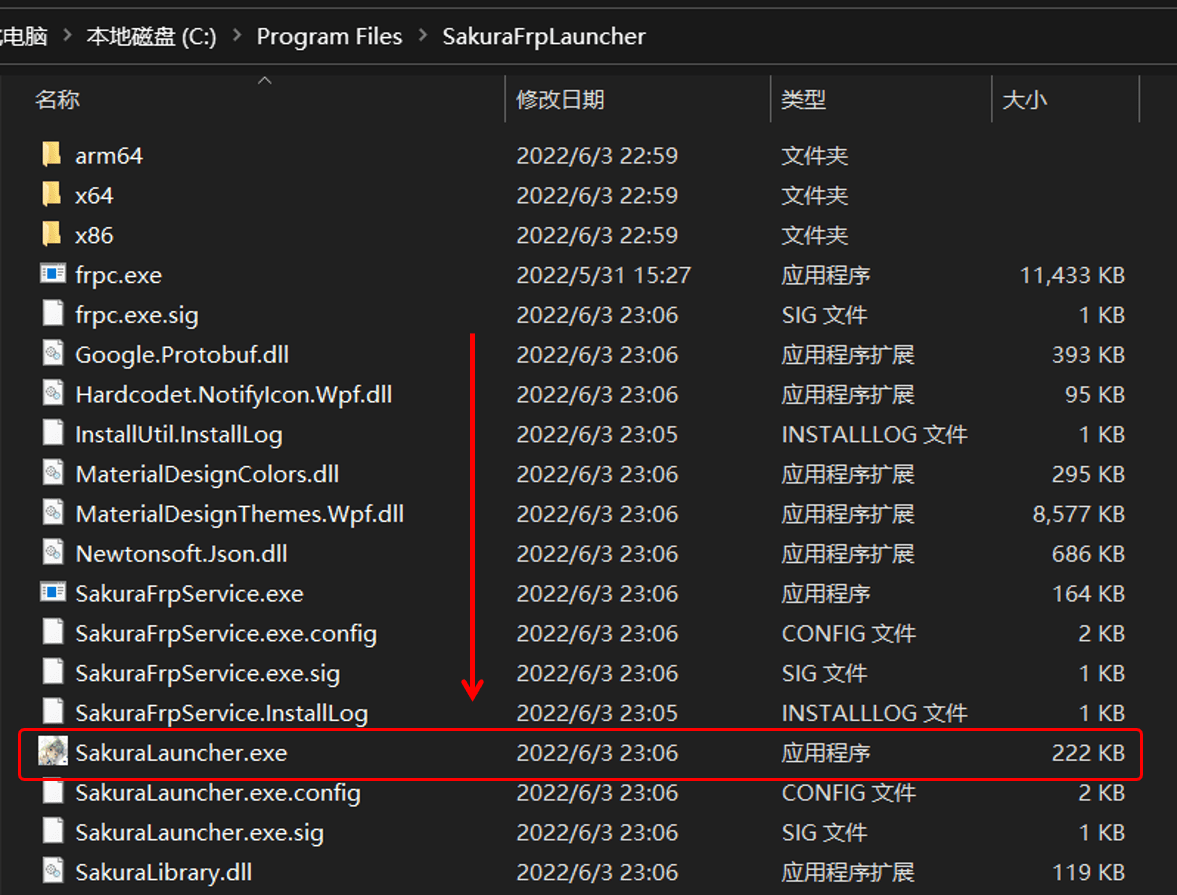 电脑 > 本地磁盘 (C:) > Program Files > SakuraFrpLauncher
名称 修改日期 类型 大小
arm64 2022/6/3 22:59 文件夹
x64 2022/6/3 22:59 文件夹
x86 2022/6/3 22:59 文件夹
frpc.exe 2022/5/31 15:27 应用程序 11,433 KB
frpc.exe.sig 2022/6/3 23:06 SIG 文件 1 KB
Google.Protobuf.dll 2022/6/3 23:06 应用程序扩展 393 KB
Hardcodet.NotifyIcon.Wpf.dll 2022/6/3 23:06 应用程序扩展 95 KB
InstallUtil.InstallLog 2022/6/3 23:05 INSTALLLOG 文件 1 KB
MaterialDesignColors.dll 2022/6/3 23:06 应用程序扩展 295 KB
MaterialDesignThemes.Wpf.dll 2022/6/3 23:06 应用程序扩展 8,577 KB
Newtonsoft.Json.dll 2022/6/3 23:06 应用程序扩展 686 KB
SakuraFrpService.exe 2022/6/3 23:06 应用程序 164 KB
SakuraFrpService.exe.config 2022/6/3 23:06 CONFIG 文件 2 KB
SakuraFrpService.exe.sig 2022/6/3 23:06 SIG 文件 1 KB
SakuraFrpService.InstallLog 2022/6/3 23:05 INSTALLLOG 文件 1 KB
SakuraLauncher.exe 2022/6/3 23:06 应用程序 222 KB
SakuraLauncher.exe.config 2022/6/3 23:06 CONFIG 文件 2 KB
SakuraLauncher.exe.sig 2022/6/3 23:06 SIG 文件 1 KB
SakuraLibrary.dll 2022/6/3 23:06 应用程序扩展 119 KB